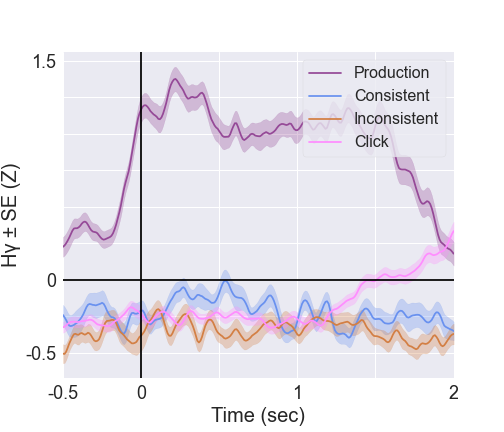 1.5
Production
Consistent
Inconsistent
Click
Hγ ± SE (Z)
0
-0.5
-0.5
0
1
2
Time (sec)